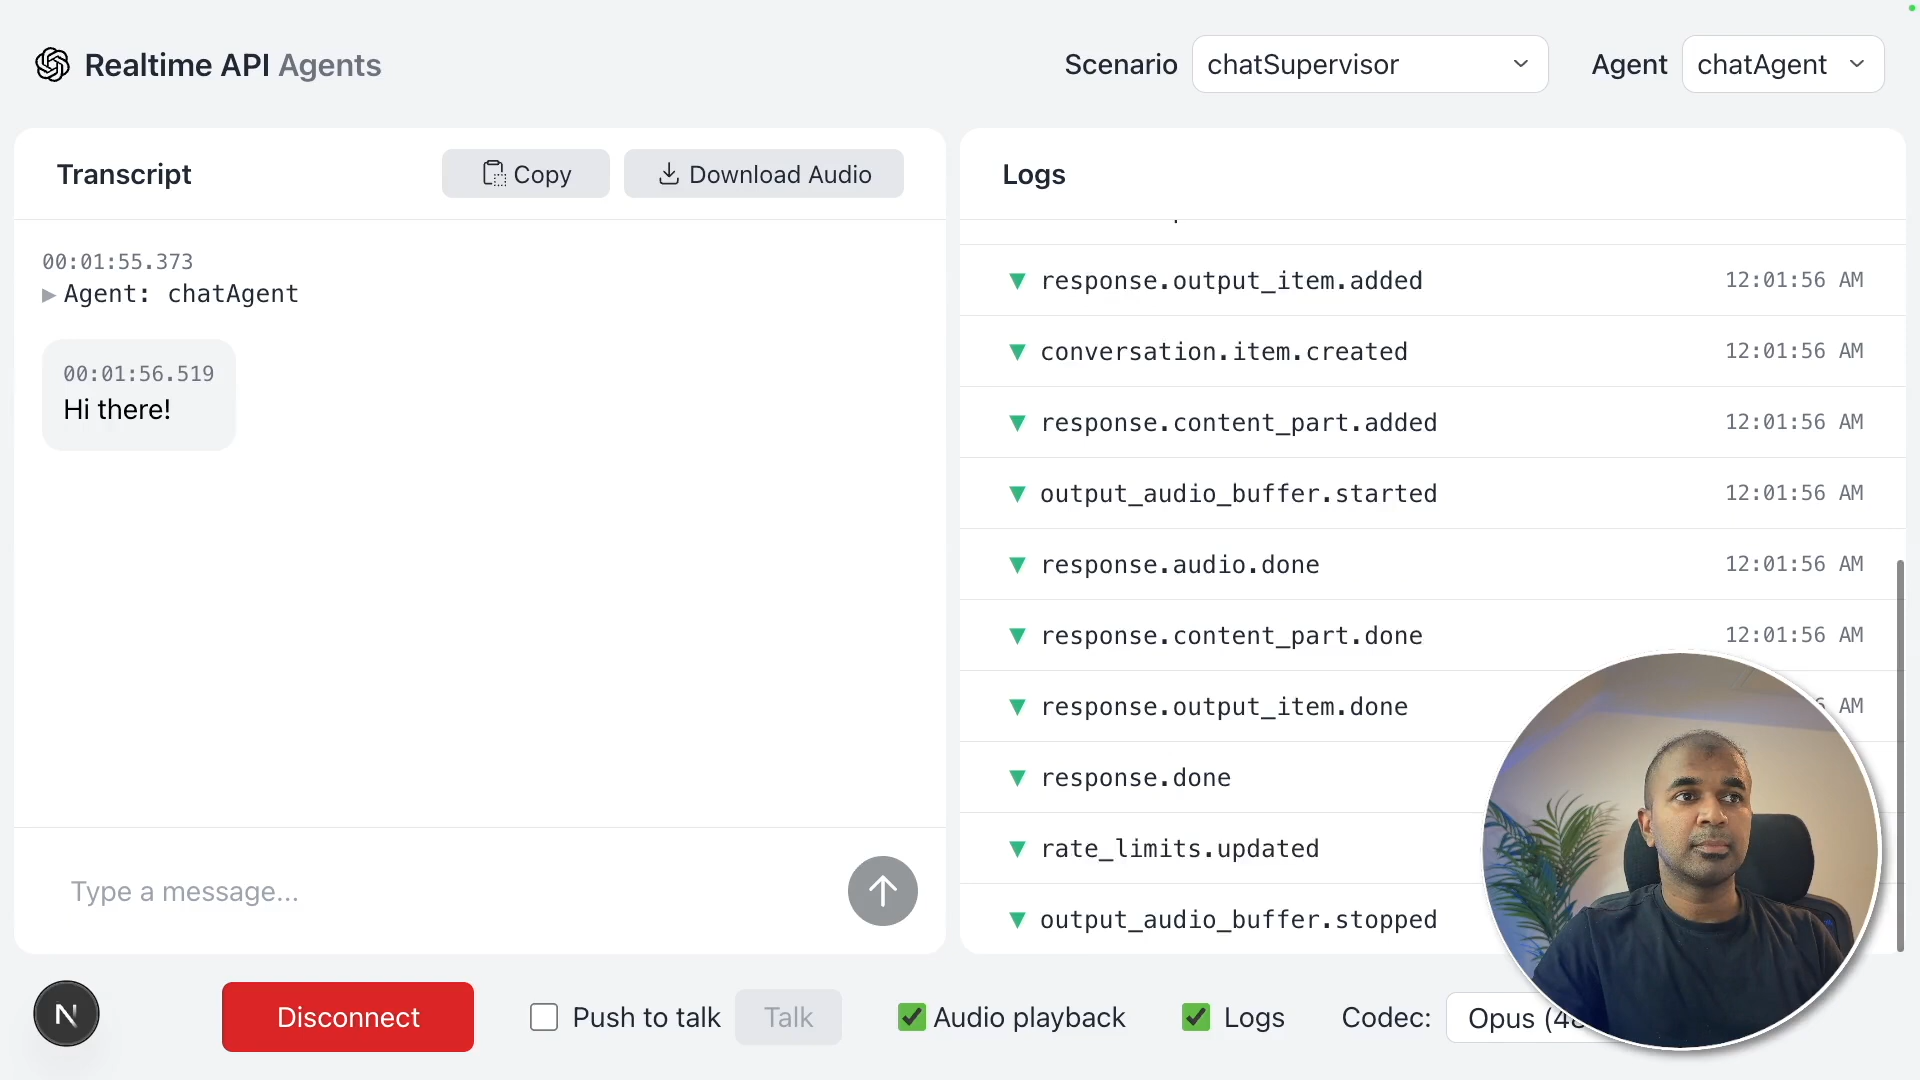 Realtime API Agents
Scenario chatSupervisor Agent chatAgent
Transcript Copy Download Audio
00:01:55.373
▶ Agent: chatAgent
00:01:56.519
Hi there!
Type a message...
Logs
▼ response.output_item.added 12:01:56 AM
▼ conversation.item.created 12:01:56 AM
▼ response.content_part.added 12:01:56 AM
▼ output_audio_buffer.started 12:01:56 AM
▼ response.audio.done 12:01:56 AM
▼ response.content_part.done 12:01:56 AM
▼ response.output_item.done AM
▼ response.done
▼ rate_limits.updated
▼ output_audio_buffer.stopped
N Disconnect Push to talk Talk Audio playback Logs Codec: Opus